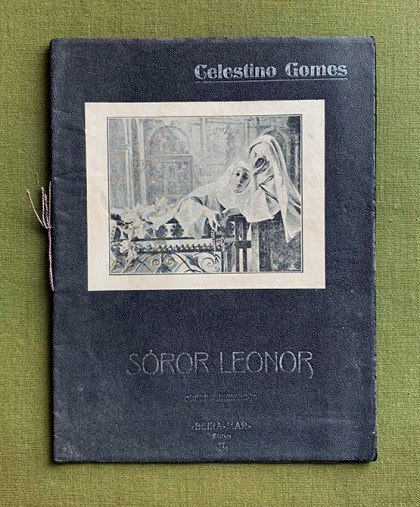 Celestino Gomes
SÓROR LEONOR
-BEIRA-MAR-